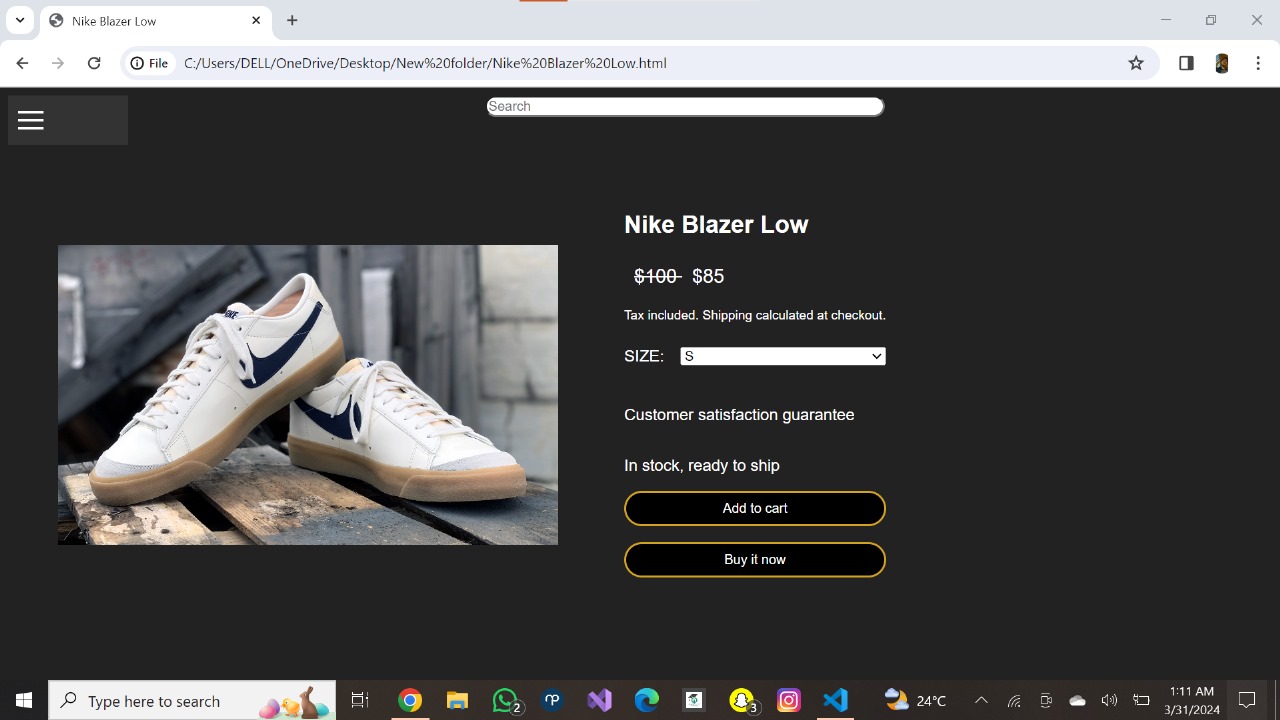 Nike Blazer Low
File
C:/Users/DELL/OneDrive/Desktop/New%20folder/Nike%20Blazer%20Low.html
Search
Nike Blazer Low
$100 $85
Tax included. Shipping calculated at checkout.
SIZE: S
Customer satisfaction guarantee
In stock, ready to ship
Add to cart
Buy it now
Type here to search
2
3
24°C
1:11 AM
3/31/2024